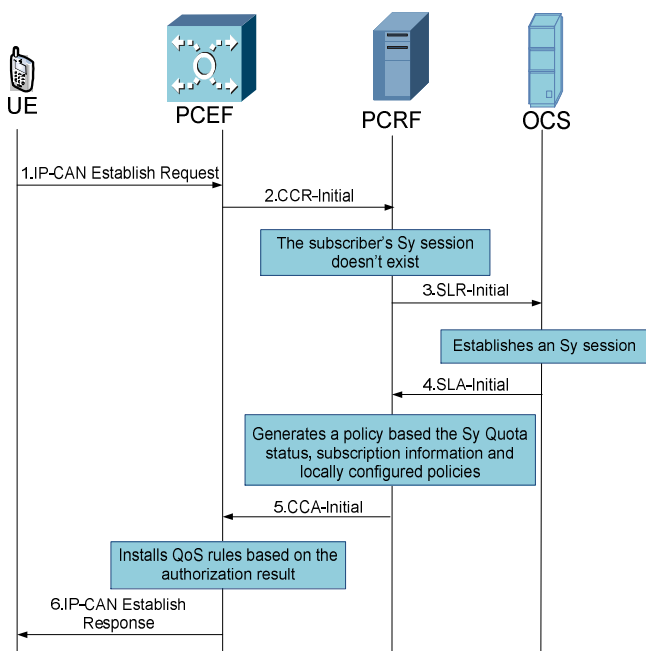 UE
PCEF
PCRF
OCS
1.IP-CAN Establish Request
2.CCR-Initial
The subscriber's Sy session
doesn't exist
3.SLR-Initial
Establishes an Sy session
4.SLA-Initial
Generates a policy based the Sy Quota
status, subscription information and
locally configured policies
5.CCA-Initial
Installs QoS rules based on the
authorization result
6.IP-CAN Establish
Response